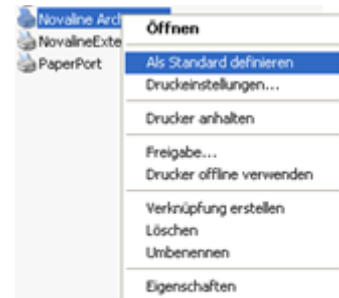 Novaline Arc
NovalineExte
PaperPort
Öffnen
Als Standard definieren
Druckeinstellungen...
Drucker anhalten
Freigabe...
Drucker offline verwenden
Verknüpfung erstellen
Löschen
Umbenennen
Eigenschaften